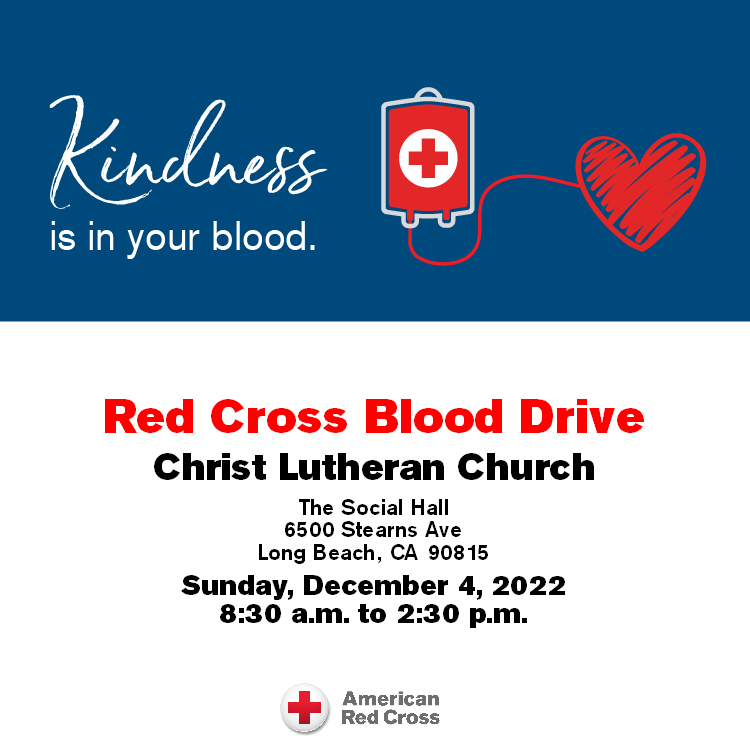 Kindness
is in your blood.
Red Cross Blood Drive
Christ Lutheran Church
The Social Hall
6500 Stearns Ave
Long Beach, CA 90815
Sunday, December 4, 2022
8:30 a.m. to 2:30 p.m.
American
Red Cross